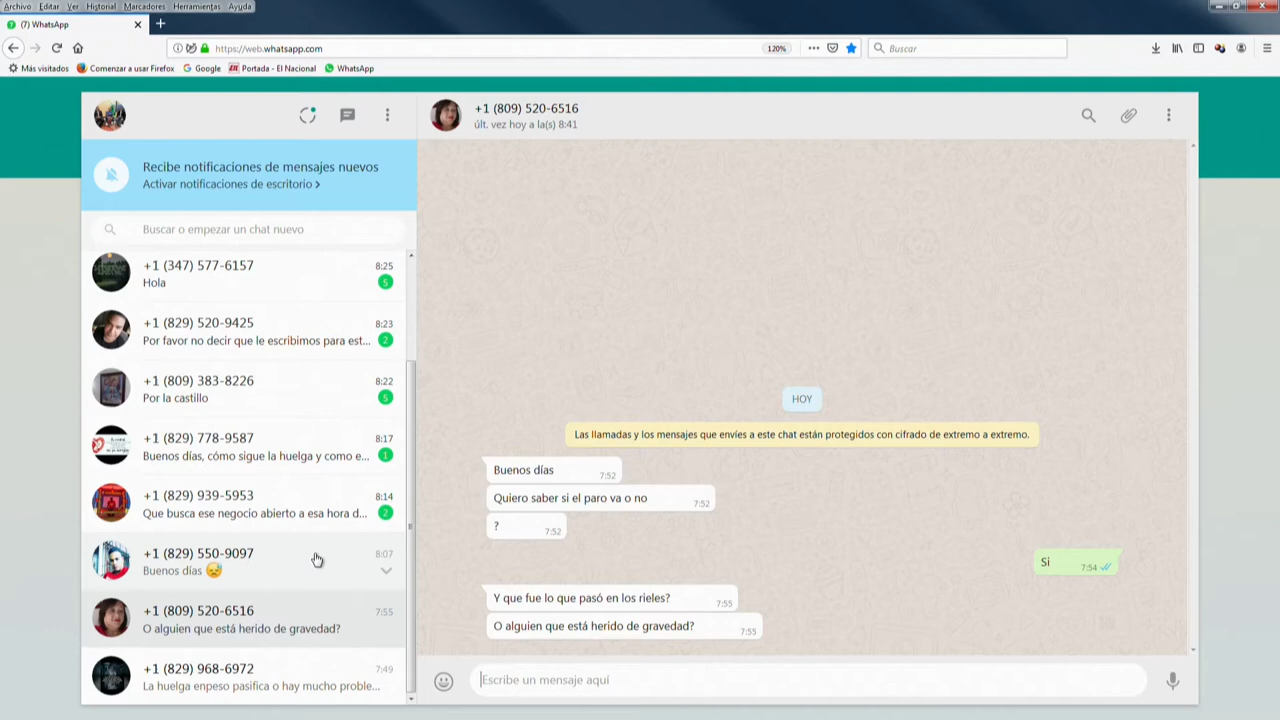 Archivo Editar Ver Historial Marcadores Herramientas Ayuda
(7) WhatsApp
https://web.whatsapp.com
120%
Buscar
Más visitados Comenzar a usar Firefox Google Portada - El Nacional WhatsApp
+1 (809) 520-6516
últ. vez hoy a la(s) 8:41
Recibe notificaciones de mensajes nuevos
Activar notificaciones de escritorio >
Buscar o empezar un chat nuevo
+1 (347) 577-6157 8:25
Hola 5
+1 (829) 520-9425 8:23
Por favor no decir que le escribimos para est... 2
+1 (809) 383-8226 8:22
Por la castillo 5
+1 (829) 778-9587 8:17
Buenos días, cómo sigue la huelga y como e... 1
+1 (829) 939-5953 8:14
Que busca ese negocio abierto a esa hora d... 2
+1 (829) 550-9097 8:07
Buenos días 😓
+1 (809) 520-6516 7:55
O alguien que está herido de gravedad?
+1 (829) 968-6972 7:49
La huelga enpeso pasifica o hay mucho proble...
HOY
Las llamadas y los mensajes que envíes a este chat están protegidos con cifrado de extremo a extremo.
Buenos días 7:52
Quiero saber si el paro va o no 7:52
? 7:52
Si 7:54
Y que fue lo que pasó en los rieles? 7:55
O alguien que está herido de gravedad? 7:55
Escribe un mensaje aquí